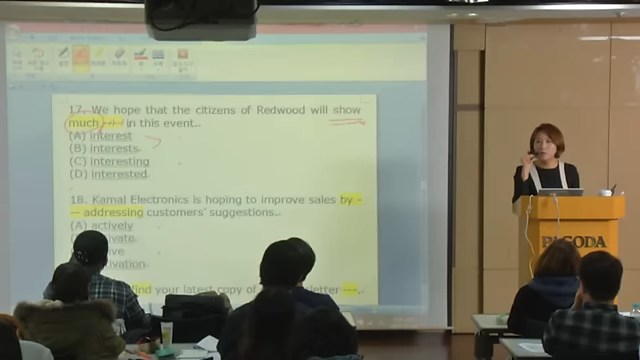 17. We hope that the citizens of Redwood will show
much --- in this event.
(A) interest
(B) interests
(C) interesting
(D) interested
18. Kamal Electronics is hoping to improve sales by -
-- addressing customers' suggestions.
(A) actively
your latest copy of
PAGODA